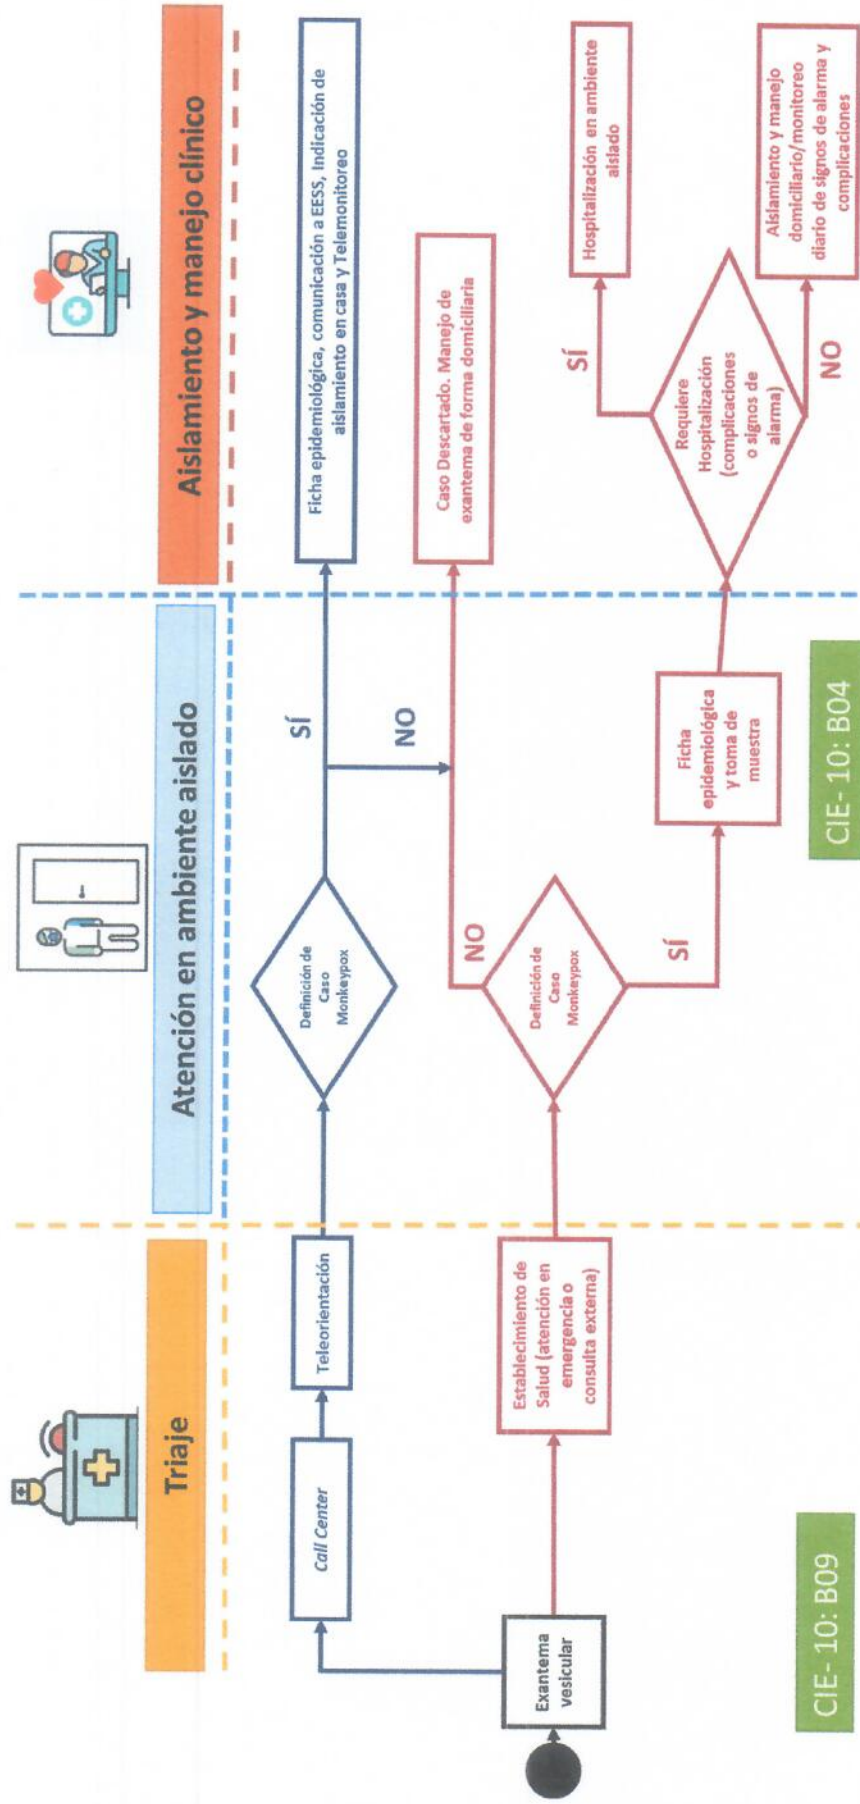 Triaje
Atención en ambiente aislado
Aislamiento y manejo clínico
Exantema
vesicular
Call Center
Teleorientación
Definición de
Caso
Monkeypox
SÍ
NO
Ficha epidemiológica, comunicación a EESS, Indicación de
aislamiento en casa y Telemonitoreo
Establecimiento de
Salud (atención en
emergencia o
consulta externa)
Definición de
Caso
Monkeypox
NO
SÍ
Caso Descartado. Manejo de
exantema de forma domiciliaria
Ficha
epidemiológica
y toma de
muestra
Requiere
Hospitalización
(complicaciones
o signos de
alarma)
SÍ
NO
Hospitalización en ambiente
aislado
Aislamiento y manejo
domiciliario/monitoreo
diario de signos de alarma y
complicaciones
CIE- 10: B09
CIE- 10: B04